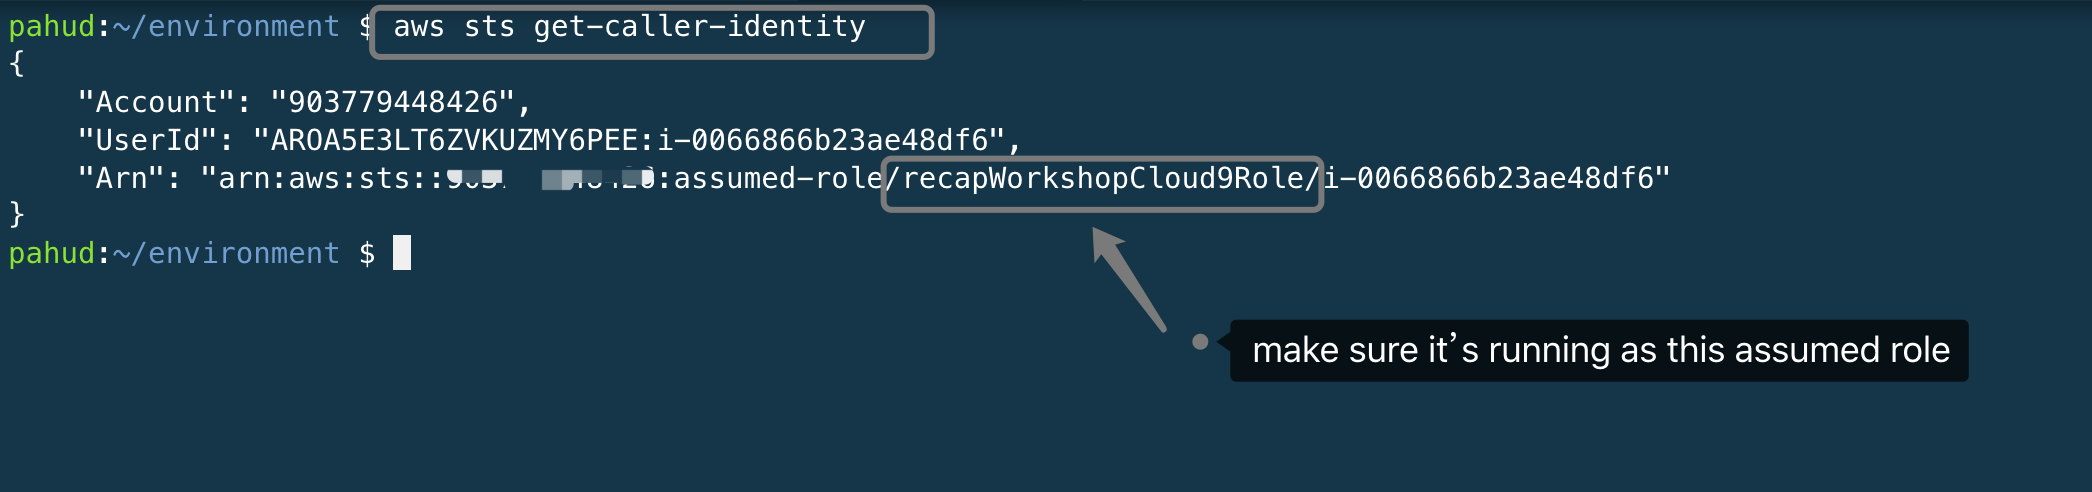 pahud:~/environment $ aws sts get-caller-identity
{
    "Account": "903779448426",
    "UserId": "AROA5E3LT6ZVKUZMY6PEE:i-0066866b23ae48df6",
    "Arn": "arn:aws:sts:::assumed-role/recapWorkshopCloud9Role/i-0066866b23ae48df6"
}
pahud:~/environment $
make sure it’s running as this assumed role